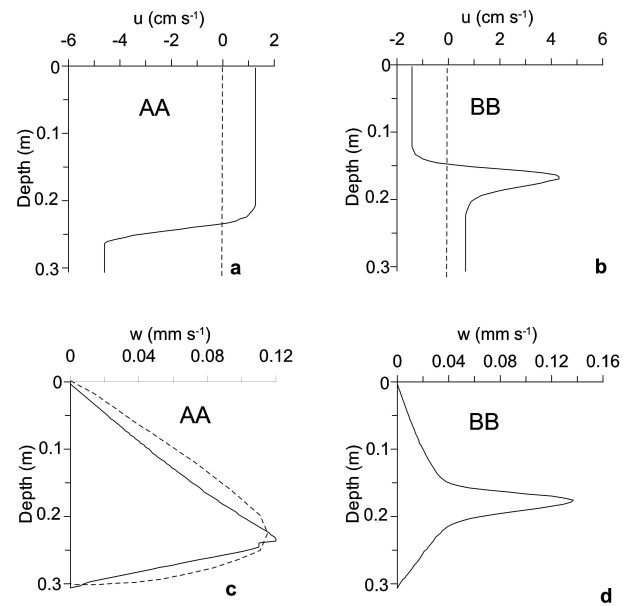 u (cm s⁻¹)
-6 -4 -2 0 2
0
0.1
0.2
0.3
Depth (m)
AA
a
u (cm s⁻¹)
-2 0 2 4 6
0
0.1
0.2
0.3
Depth (m)
BB
b
w (mm s⁻¹)
0 0.04 0.08 0.12
0
0.1
0.2
0.3
Depth (m)
AA
c
w (mm s⁻¹)
0 0.04 0.08 0.12 0.16
0
0.1
0.2
0.3
Depth (m)
BB
d